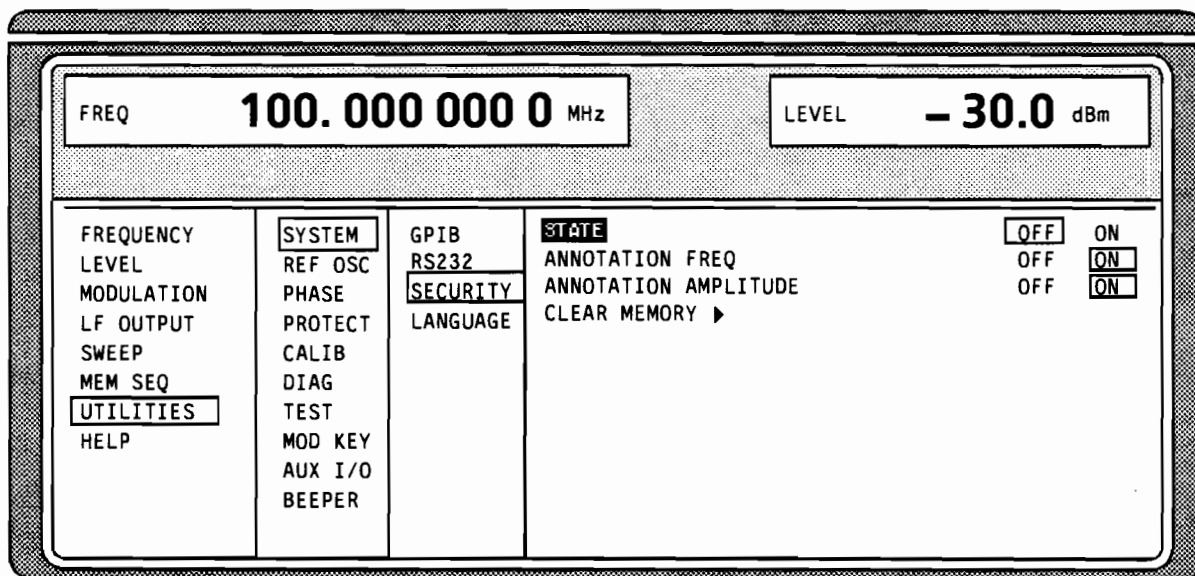 FREQ 100. 000 000 0 MHz
LEVEL – 30.0 dBm
FREQUENCY
LEVEL
MODULATION
LF OUTPUT
SWEEP
MEM SEQ
UTILITIES
HELP
SYSTEM
REF OSC
PHASE
PROTECT
CALIB
DIAG
TEST
MOD KEY
AUX I/O
BEEPER
GPIB
RS232
SECURITY
LANGUAGE
STATE OFF ON
ANNOTATION FREQ OFF ON
ANNOTATION AMPLITUDE OFF ON
CLEAR MEMORY ▶